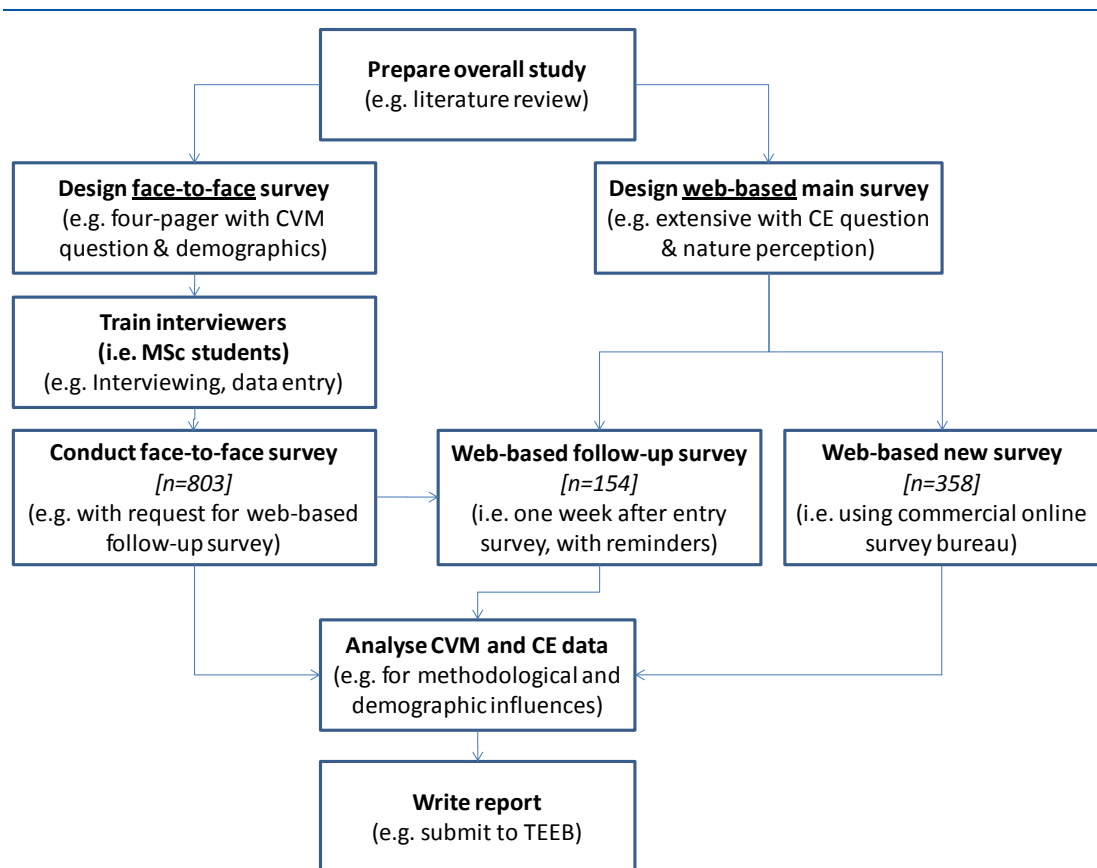 Prepare overall study
(e.g. literature review)
Design face-to-face survey
(e.g. four-pager with CVM
question & demographics)
Design web-based main survey
(e.g. extensive with CE question
& nature perception)
Train interviewers
(i.e. MSc students)
(e.g. Interviewing, data entry)
Conduct face-to-face survey
[n=803]
(e.g. with request for web-based
follow-up survey)
Web-based follow-up survey
[n=154]
(i.e. one week after entry
survey, with reminders)
Web-based new survey
[n=358]
(i.e. using commercial online
survey bureau)
Analyse CVM and CE data
(e.g. for methodological and
demographic influences)
Write report
(e.g. submit to TEEB)